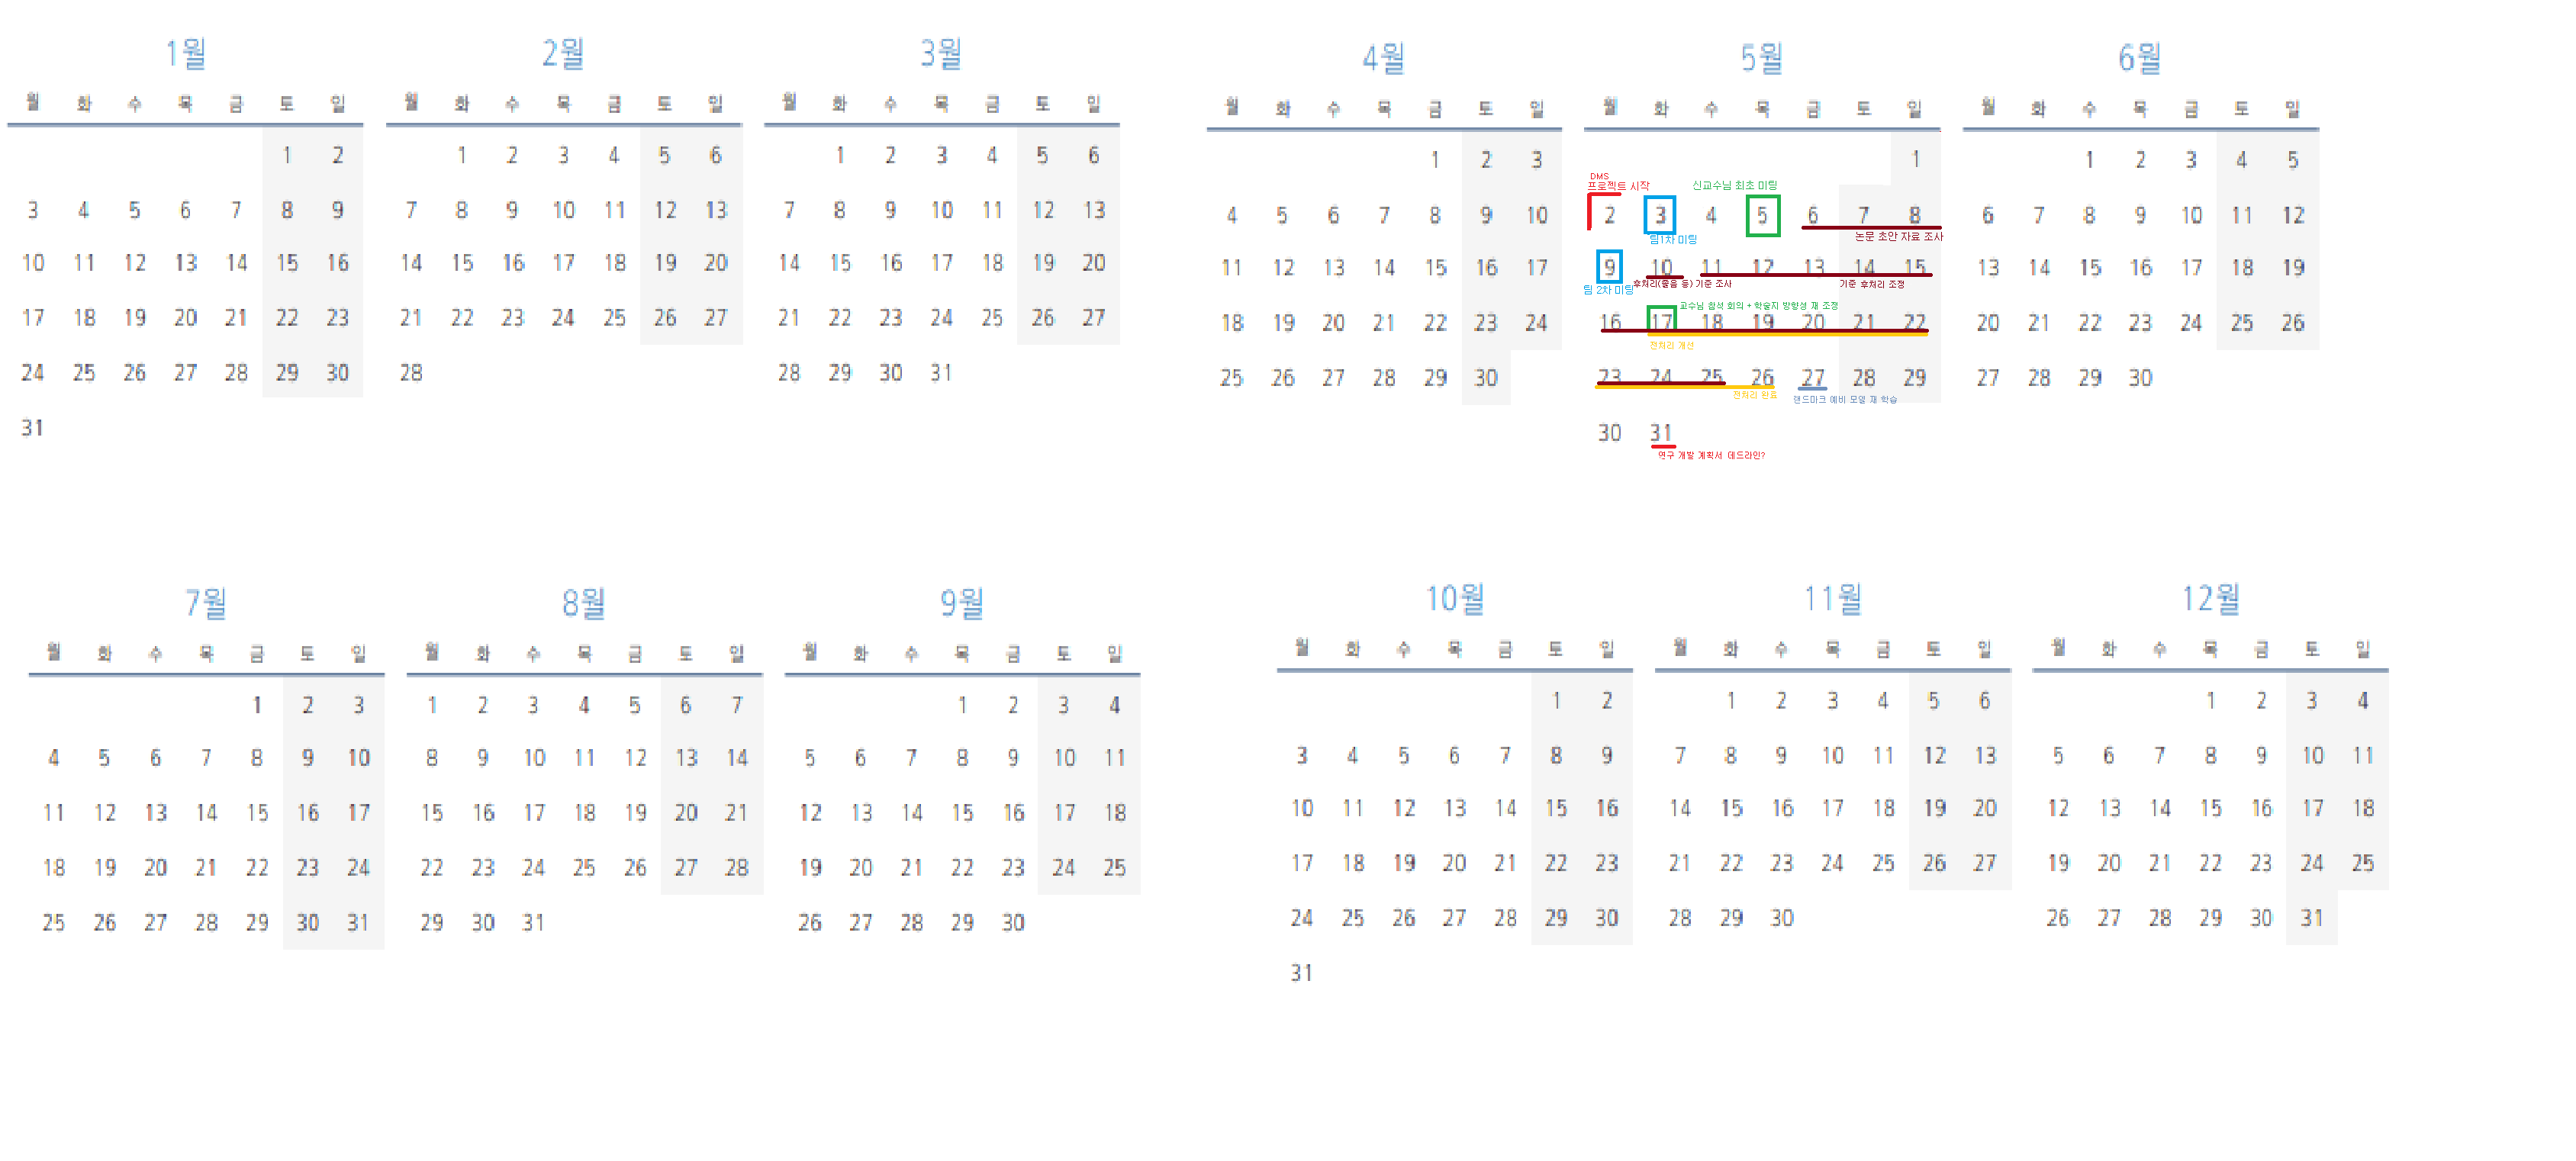 1월
월 화 수 목 금 토 일
1 2
3 4 5 6 7 8 9
10 11 12 13 14 15 16
17 18 19 20 21 22 23
24 25 26 27 28 29 30
31
2월
월 화 수 목 금 토 일
1 2 3 4 5 6
7 8 9 10 11 12 13
14 15 16 17 18 19 20
21 22 23 24 25 26 27
28
3월
월 화 수 목 금 토 일
1 2 3 4 5 6
7 8 9 10 11 12 13
14 15 16 17 18 19 20
21 22 23 24 25 26 27
28 29 30 31
4월
월 화 수 목 금 토 일
1 2 3
4 5 6 7 8 9 10
11 12 13 14 15 16 17
18 19 20 21 22 23 24
25 26 27 28 29 30
5월
월 화 수 목 금 토 일
1
DMS
프로젝트 시작
신교수님 최초 미팅
2 3 4 5 6 7 8
팀1차 미팅
논문 초안 자료 조사
9 10 11 12 13 14 15
팀 2차 미팅
후처리(졸음 등) 기준 조사
기준 후처리 조정
교수님 참석 회의 + 학술지 방향성 재 조정
16 17 18 19 20 21 22
전처리 개선
23 24 25 26 27 28 29
전처리 완료
랜드마크 예비 모델 재 학습
30 31
연구 개발 계획서 데드라인?
6월
월 화 수 목 금 토 일
1 2 3 4 5
6 7 8 9 10 11 12
13 14 15 16 17 18 19
20 21 22 23 24 25 26
27 28 29 30
7월
월 화 수 목 금 토 일
1 2 3
4 5 6 7 8 9 10
11 12 13 14 15 16 17
18 19 20 21 22 23 24
25 26 27 28 29 30 31
8월
월 화 수 목 금 토 일
1 2 3 4 5 6 7
8 9 10 11 12 13 14
15 16 17 18 19 20 21
22 23 24 25 26 27 28
29 30 31
9월
월 화 수 목 금 토 일
1 2 3 4
5 6 7 8 9 10 11
12 13 14 15 16 17 18
19 20 21 22 23 24 25
26 27 28 29 30
10월
월 화 수 목 금 토 일
1 2
3 4 5 6 7 8 9
10 11 12 13 14 15 16
17 18 19 20 21 22 23
24 25 26 27 28 29 30
31
11월
월 화 수 목 금 토 일
1 2 3 4 5 6
7 8 9 10 11 12 13
14 15 16 17 18 19 20
21 22 23 24 25 26 27
28 29 30
12월
월 화 수 목 금 토 일
1 2 3 4
5 6 7 8 9 10 11
12 13 14 15 16 17 18
19 20 21 22 23 24 25
26 27 28 29 30 31